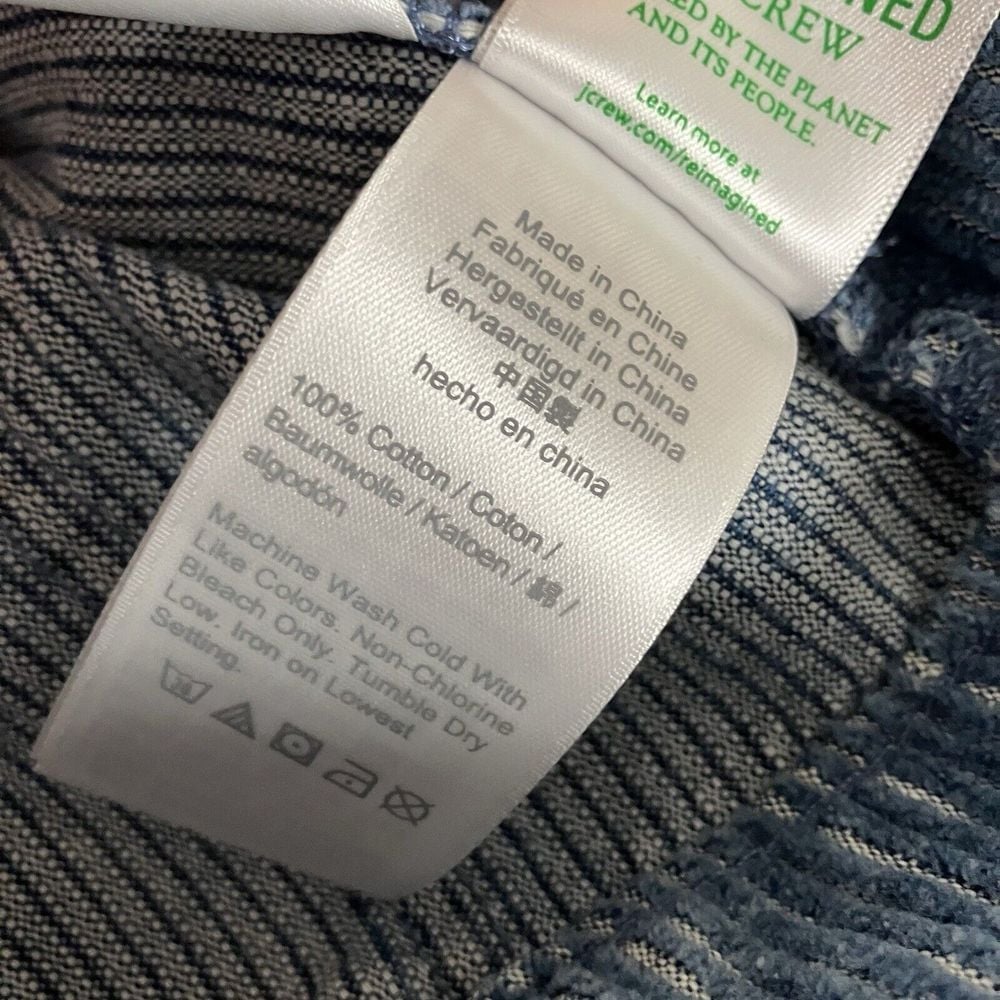 NED
CREW
ED BY THE PLANET
AND ITS PEOPLE.
Learn more at
jcrew.com/reimagined
Made in China
Fabriqué en Chine
Hergestellt in China
Vervaardigd in China
中国製
hecho en china
100% Cotton / Coton /
Baumwolle / Katoen / 綿 /
algodón
Machine Wash Cold With
Like Colors. Non-Chlorine
Bleach Only. Tumble Dry
Low. Iron on Lowest
Setting.